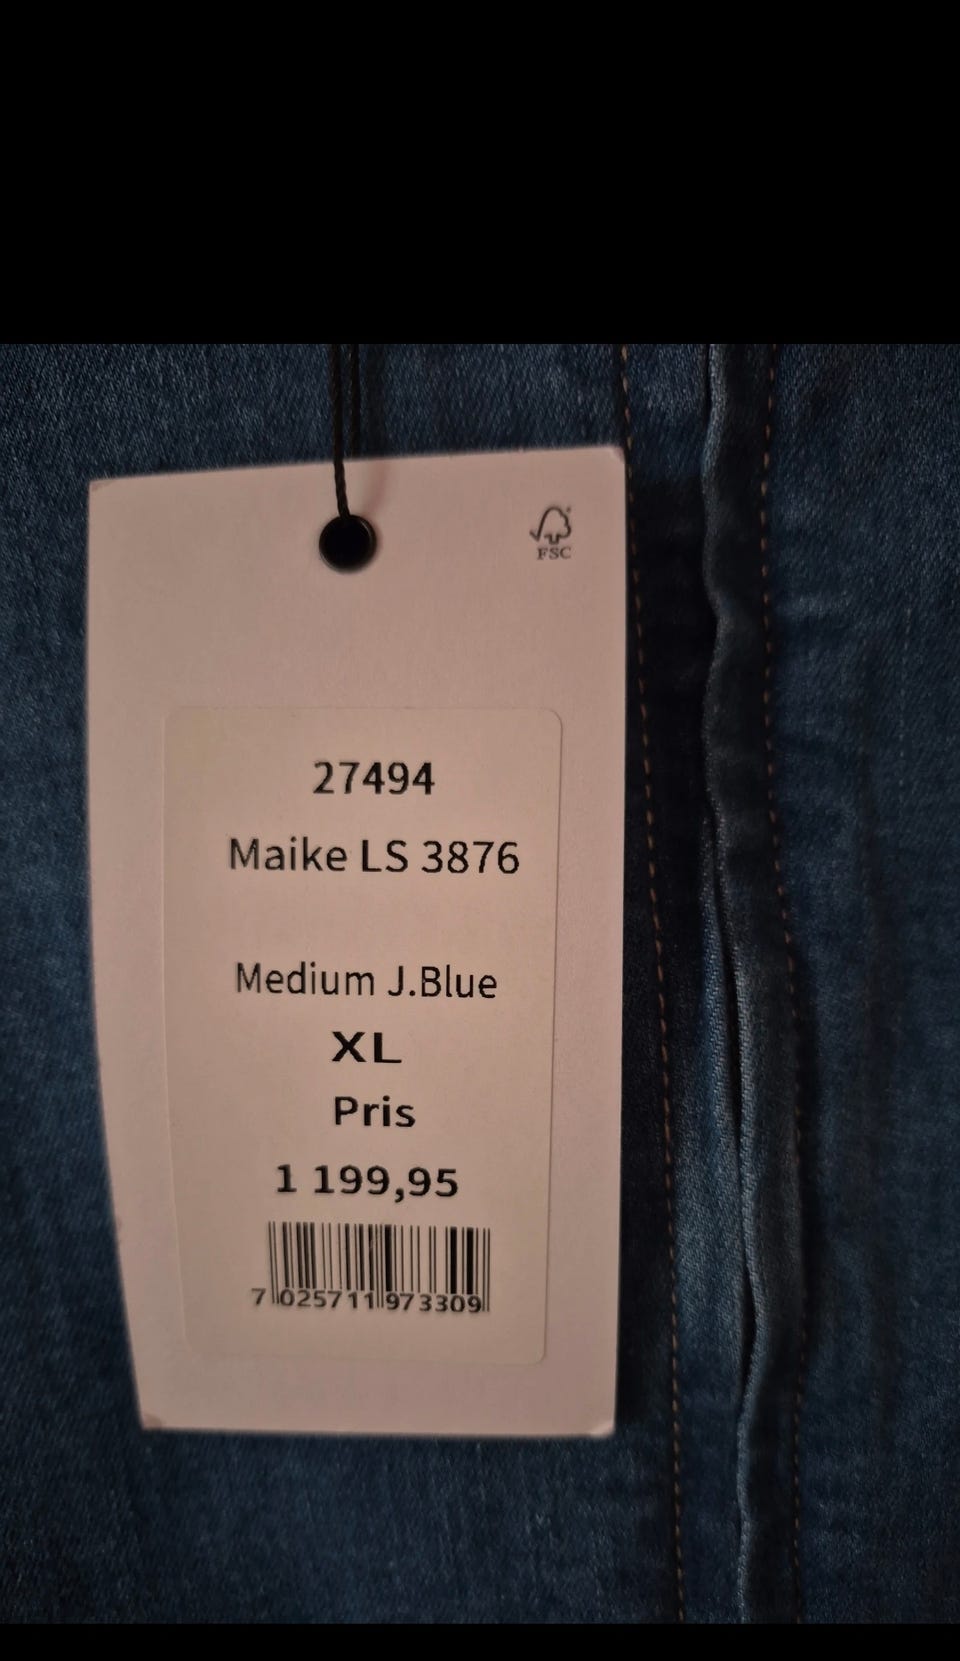 FSC
27494
Maike LS 3876
Medium J.Blue
XL
Pris
1 199,95
7 025711 973309